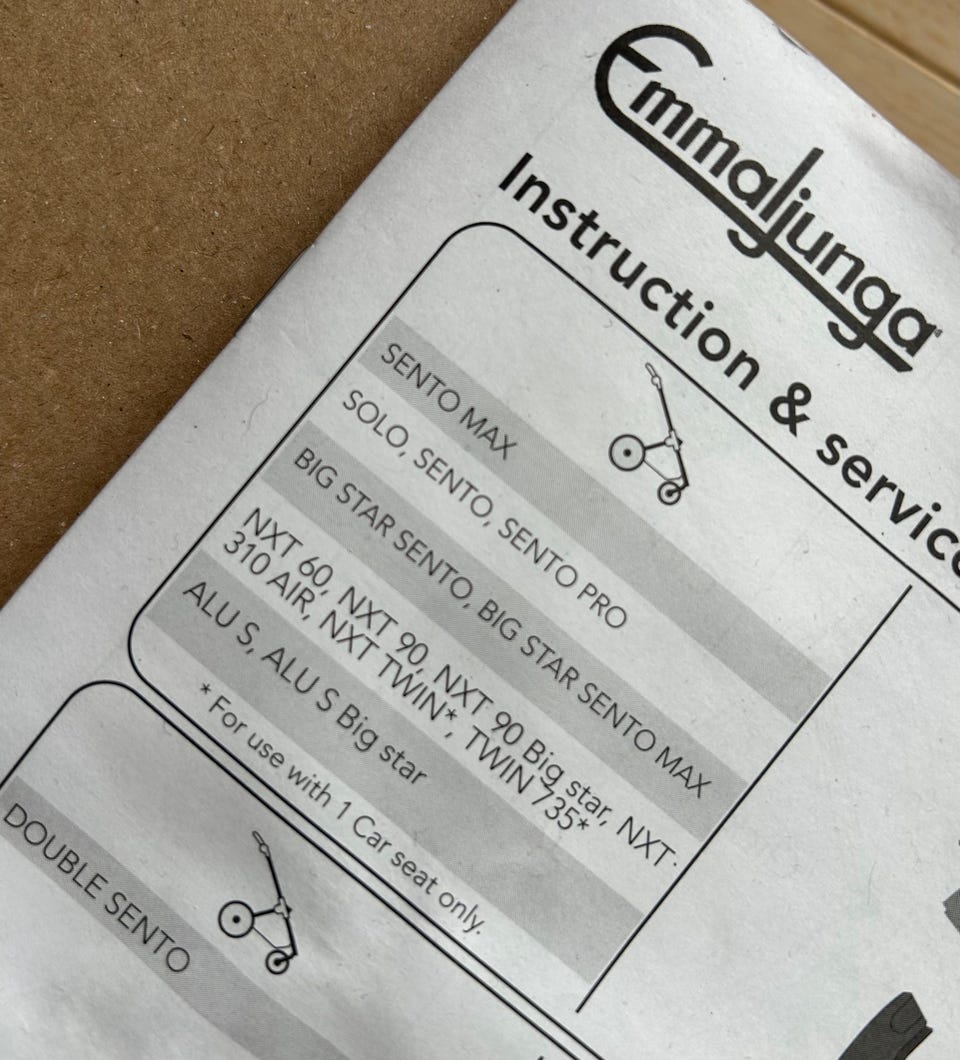 Emmaljunga
Instruction & service
SENTO MAX
SOLO, SENTO, SENTO PRO
BIG STAR SENTO, BIG STAR SENTO MAX
NXT 60, NXT 90, NXT 90 Big star, NXT
310 AIR, NXT TWIN*, TWIN 735*
ALU S, ALU S Big star
* For use with 1 Car seat only.
DOUBLE SENTO